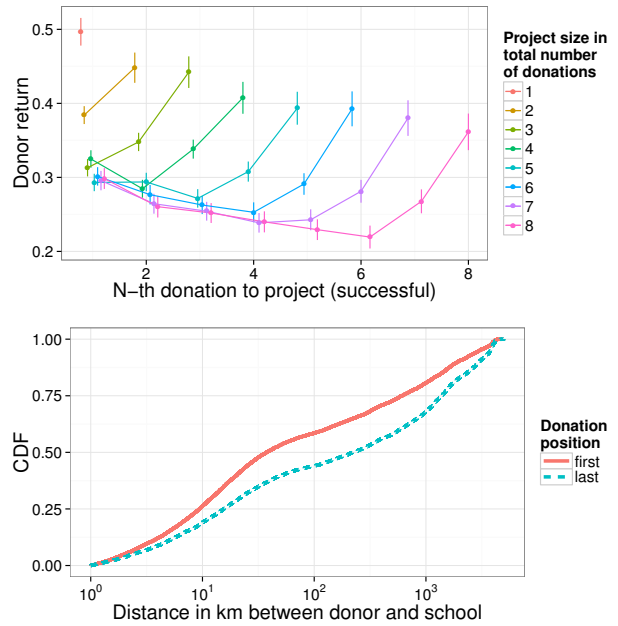 0.5
0.4
0.3
0.2
Donor return
2
4
6
8
N−th donation to project (successful)
Project size in
total number
of donations
1
2
3
4
5
6
7
8
1.00
0.75
0.50
0.25
0.00
CDF
10^0
10^1
10^2
10^3
Distance in km between donor and school
Donation
position
first
last